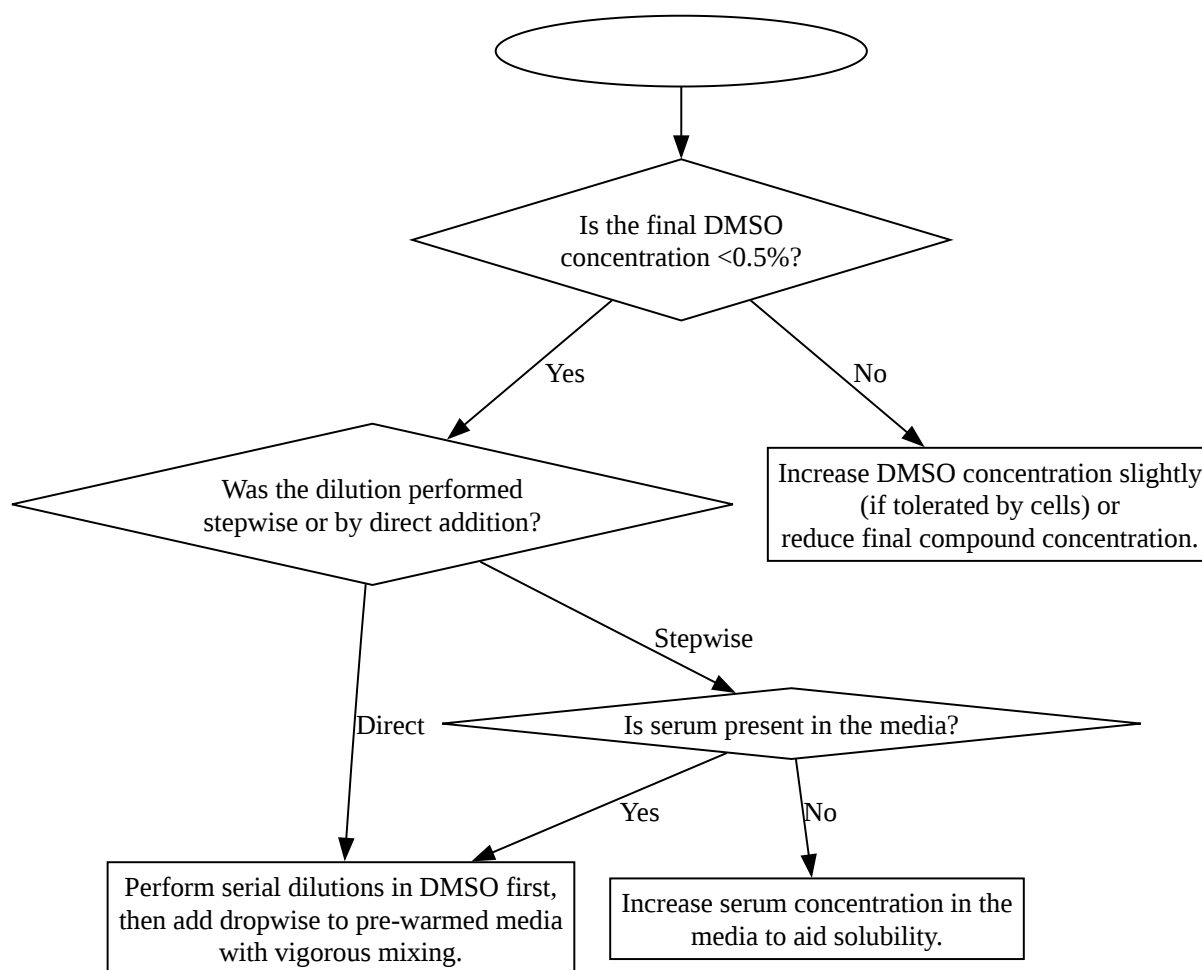 Is the final DMSO
concentration <0.5%?
Yes
No
Was the dilution performed
stepwise or by direct addition?
Increase DMSO concentration slightly
(if tolerated by cells) or
reduce final compound concentration.
Stepwise
Direct
Is serum present in the media?
Yes
No
Perform serial dilutions in DMSO first,
then add dropwise to pre-warmed media
with vigorous mixing.
Increase serum concentration in the
media to aid solubility.